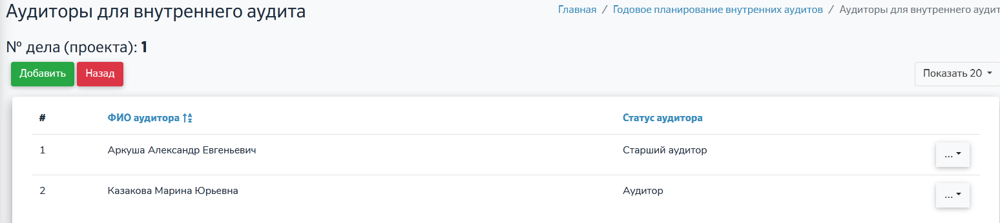 Аудиторы для внутреннего аудита
Главная / Годовое планирование внутренних аудитов / Аудиторы для внутреннего аудит
№ дела (проекта): 1
Добавить Назад
Показать 20
# ФИО аудитора Статус аудитора
1 Аркуша Александр Евгеньевич Старший аудитор ...
2 Казакова Марина Юрьевна Аудитор ...